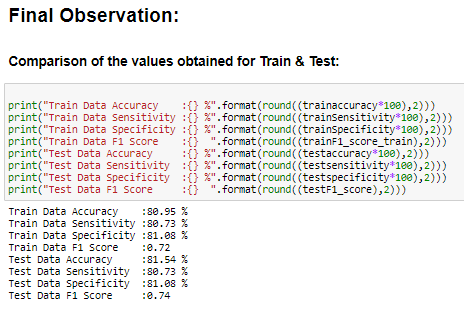 Final Observation:
Comparison of the values obtained for Train & Test:
print("Train Data Accuracy    :{} %".format(round((trainaccuracy*100),2)))
print("Train Data Sensitivity :{} %".format(round((trainSensitivity*100),2)))
print("Train Data Specificity :{} %".format(round((trainSpecificity*100),2)))
print("Train Data F1 Score    :{}  ".format(round((trainF1_score_train),2)))
print("Test Data Accuracy     :{} %".format(round((testaccuracy*100),2)))
print("Test Data Sensitivity  :{} %".format(round((testsensitivity*100),2)))
print("Test Data Specificity  :{} %".format(round((testspecificity*100),2)))
print("Test Data F1 Score     :{}  ".format(round((testF1_score),2)))
Train Data Accuracy    :80.95 %
Train Data Sensitivity :80.73 %
Train Data Specificity :81.08 %
Train Data F1 Score    :0.72
Test Data Accuracy     :81.54 %
Test Data Sensitivity  :80.73 %
Test Data Specificity  :81.08 %
Test Data F1 Score     :0.74